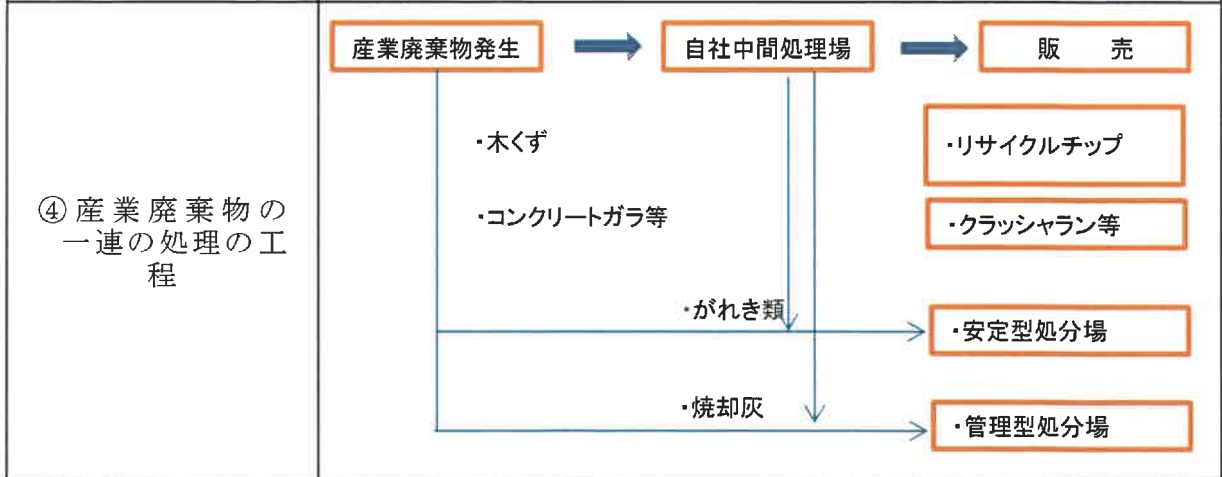 ④産業廃棄物の
一連の処理の工
程
産業廃棄物発生
自社中間処理場
販　売
・木くず
・リサイクルチップ
・コンクリートガラ等
・クラッシャラン等
・がれき類
・安定型処分場
・焼却灰
・管理型処分場